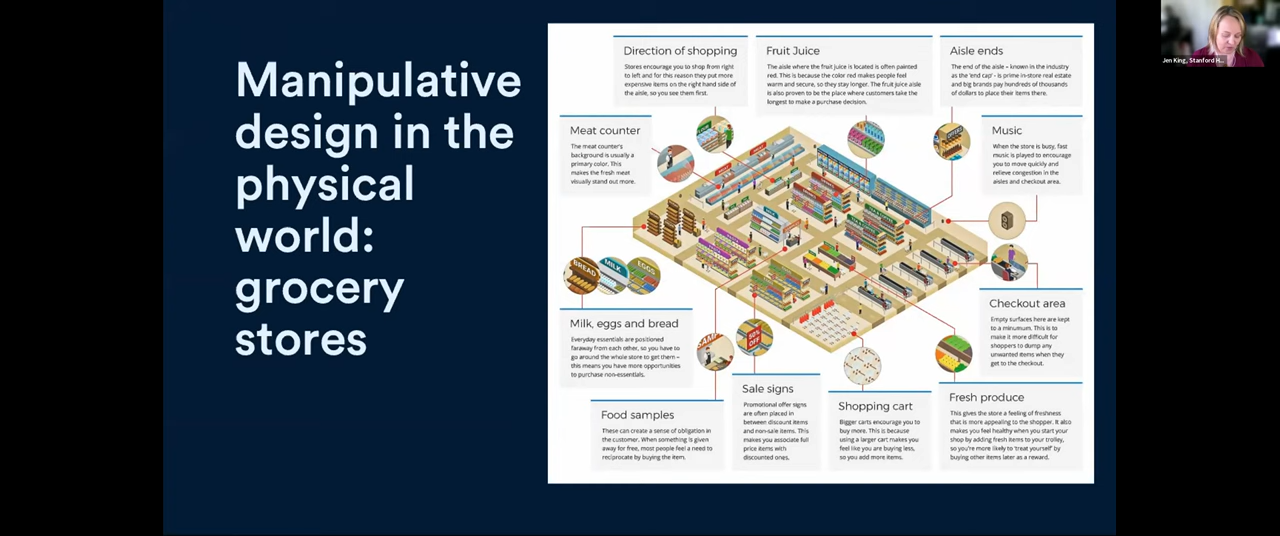 Manipulative
design in the
physical
world:
grocery
stores
Direction of shopping
Stores encourage you to shop from right
to left and for this reason they put more
expensive items on the right hand side of
the aisle, so you see them first.
Fruit Juice
The aisle where the fruit juice is located is often painted
red. This is because the color red makes people feel
warm and secure, so they stay longer. The fruit juice aisle
is also proven to be the place where customers take the
longest to make a purchase decision.
Aisle ends
The end of the aisle – known in the industry
as the 'end cap' - is prime in-store real estate
and big brands pay hundreds of thousands
of dollars to place their items there.
Meat counter
The meat counter's
background is usually a
primary color. This
makes the fresh meat
visually stand out more.
Music
When the store is busy, fast
music is played to encourage
you to move quickly and
relieve congestion in the
aisles and checkout area.
OFFERS
BREAD
MILK
EGGS
Milk, eggs and bread
Everyday essentials are positioned
faraway from each other, so you have to
go around the whole store to get them –
this means you have more opportunities
to purchase non-essentials.
Checkout area
Empty surfaces here are kept
to a minumum. This is to
make it more difficult for
shoppers to dump any
unwanted items when they
get to the checkout.
50%
OFF
Food samples
These can create a sense of obligation in
the customer. When something is given
away for free, most people feel a need to
reciprocate by buying the item.
Sale signs
Promotional offer signs
are often placed in
between discount items
and non-sale items. This
makes you associate full
price items with
discounted ones.
Shopping cart
Bigger carts encourage you to
buy more. This is because
using a larger cart makes you
feel like you are buying less,
so you add more items.
Fresh produce
This gives the store a feeling of freshness
that is more appealing to the shopper. It also
makes you feel healthy when you start your
shop by adding fresh items to your trolley,
so you're more likely to 'treat yourself' by
buying other items later as a reward.
Jen King, Stanford H...